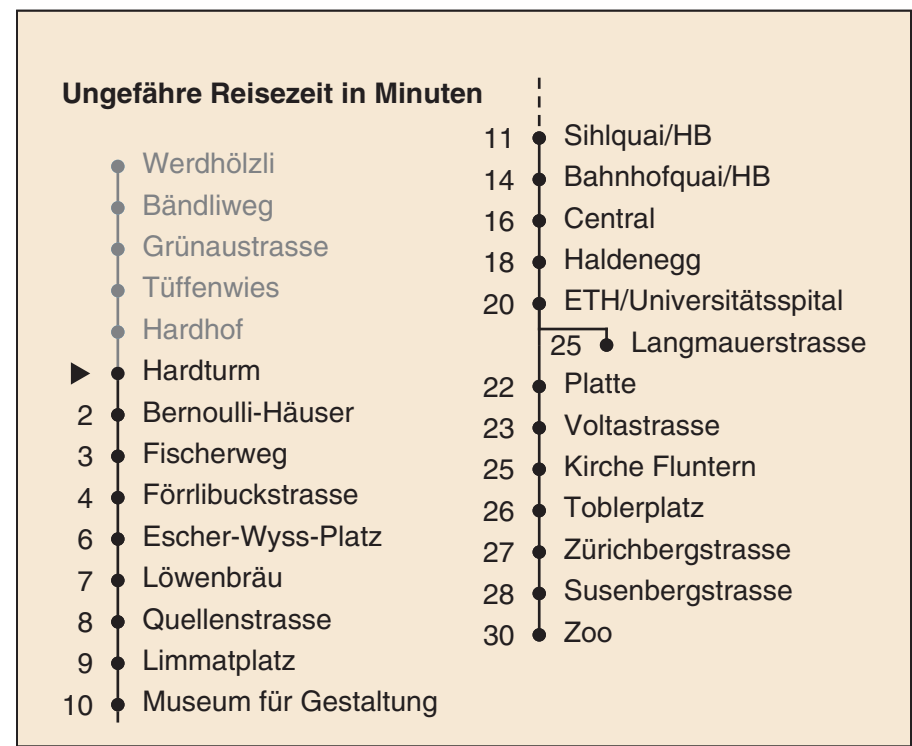 Ungefähre Reisezeit in Minuten
Werdhölzli
Bändliweg
Grünaustrasse
Tüffenwies
Hardhof
Hardturm
2 Bernoulli-Häuser
3 Fischerweg
4 Förrlibuckstrasse
6 Escher-Wyss-Platz
7 Löwenbräu
8 Quellenstrasse
9 Limmatplatz
10 Museum für Gestaltung
11 Sihlquai/HB
14 Bahnhofquai/HB
16 Central
18 Haldenegg
20 ETH/Universitätsspital
25 Langmauerstrasse
22 Platte
23 Voltastrasse
25 Kirche Fluntern
26 Toblerplatz
27 Zürichbergstrasse
28 Susenbergstrasse
30 Zoo